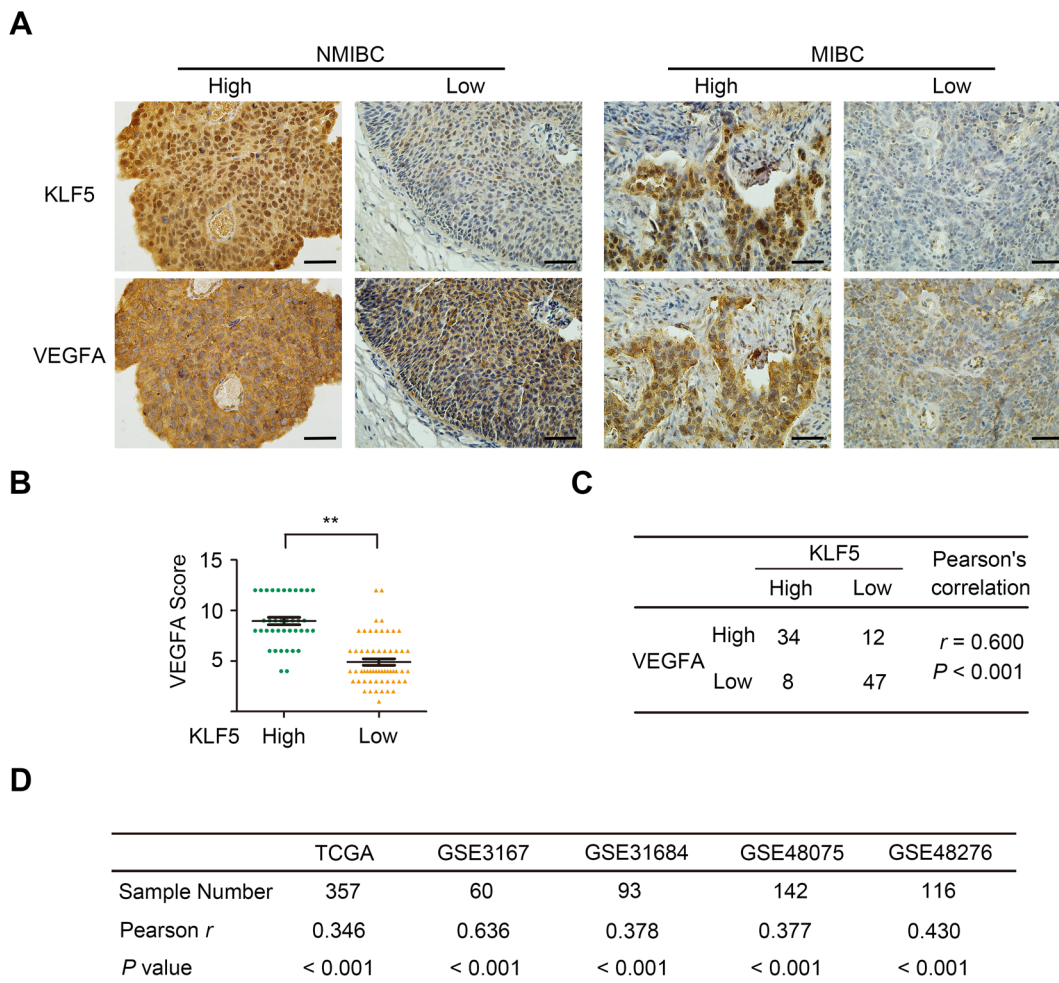 A
NMIBC MIBC
High Low High Low
KLF5
VEGFA
B
**
15
10
5
VEGFA Score
KLF5 High Low
C
KLF5 Pearson's correlation
High Low
VEGFA High 34 12 r = 0.600
Low 8 47 P < 0.001
D
TCGA GSE3167 GSE31684 GSE48075 GSE48276
Sample Number 357 60 93 142 116
Pearson r 0.346 0.636 0.378 0.377 0.430
P value < 0.001 < 0.001 < 0.001 < 0.001 < 0.001